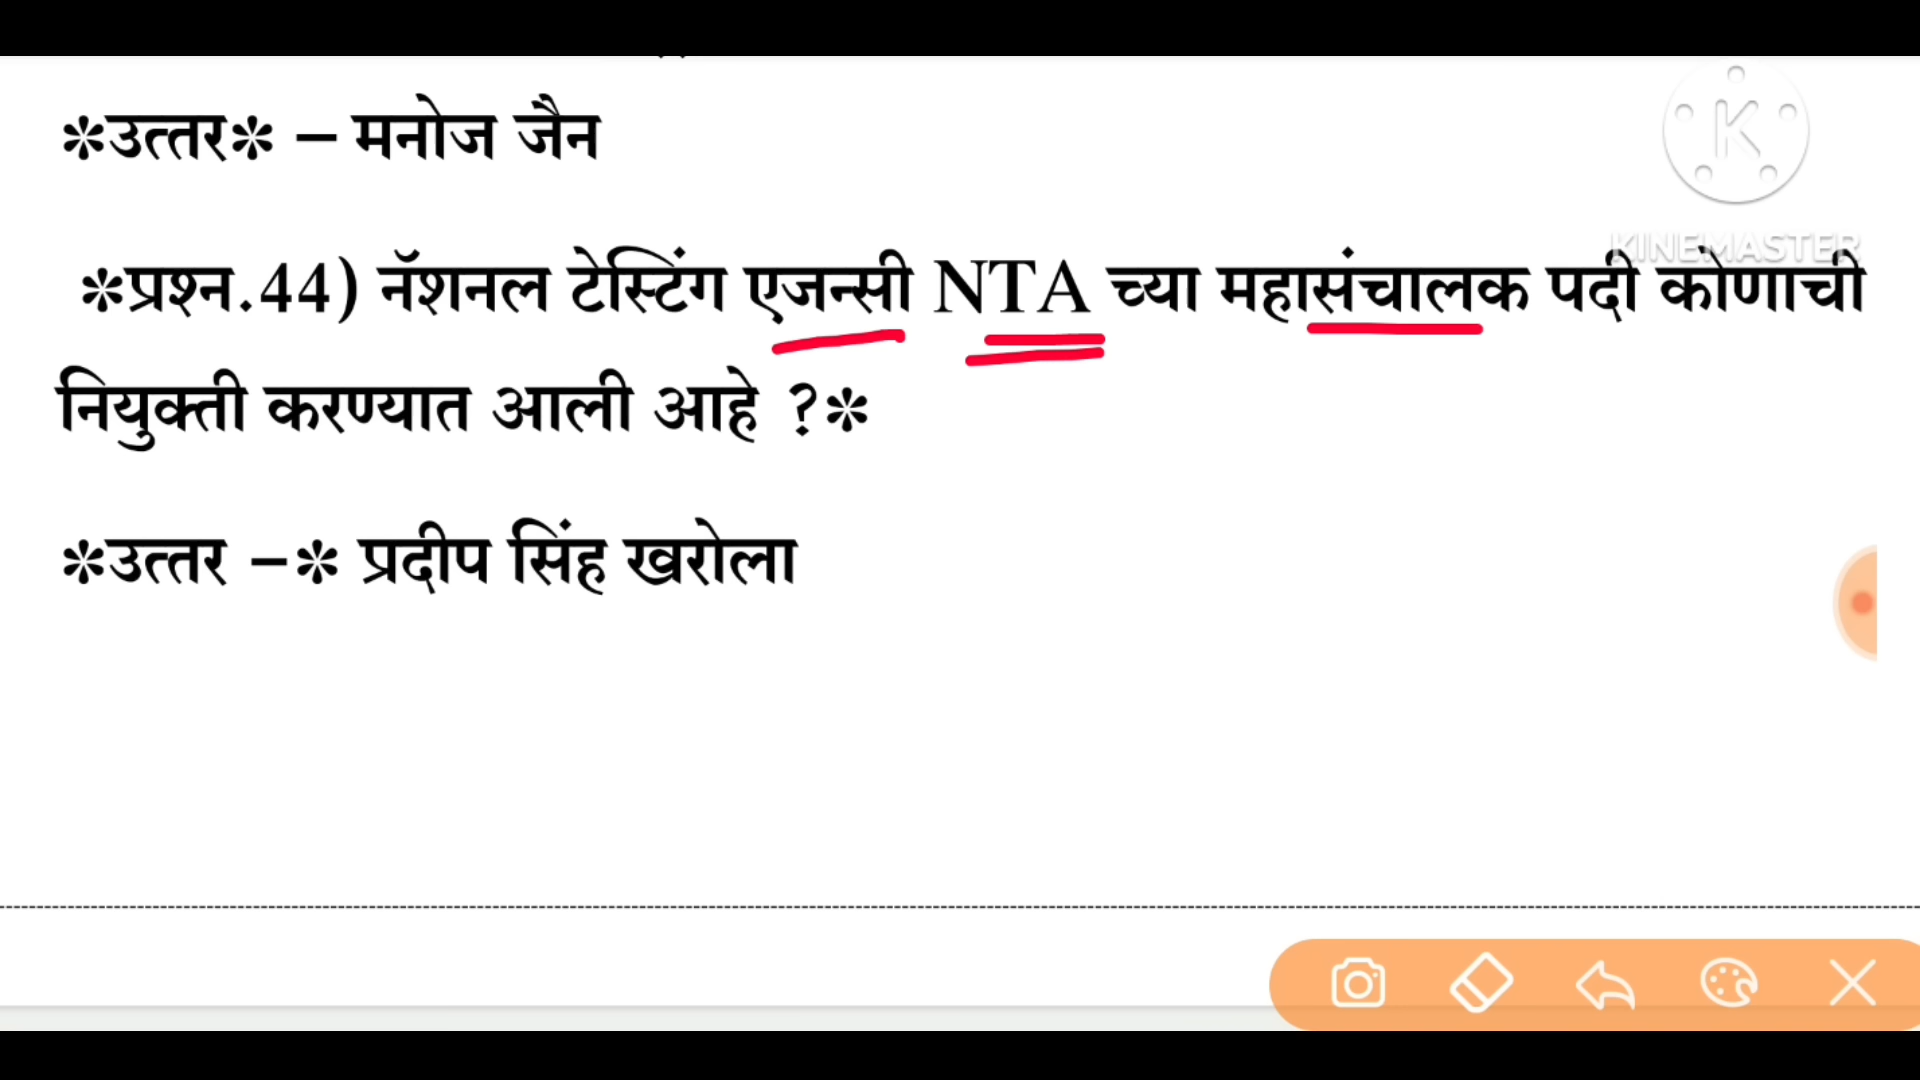 *उत्तर* – मनोज जैन
KINEMASTER
*प्रश्न.44) नॅशनल टेस्टिंग एजन्सी NTA च्या महासंचालक पदी कोणाची
नियुक्ती करण्यात आली आहे ?*
*उत्तर –* प्रदीप सिंह खरोला